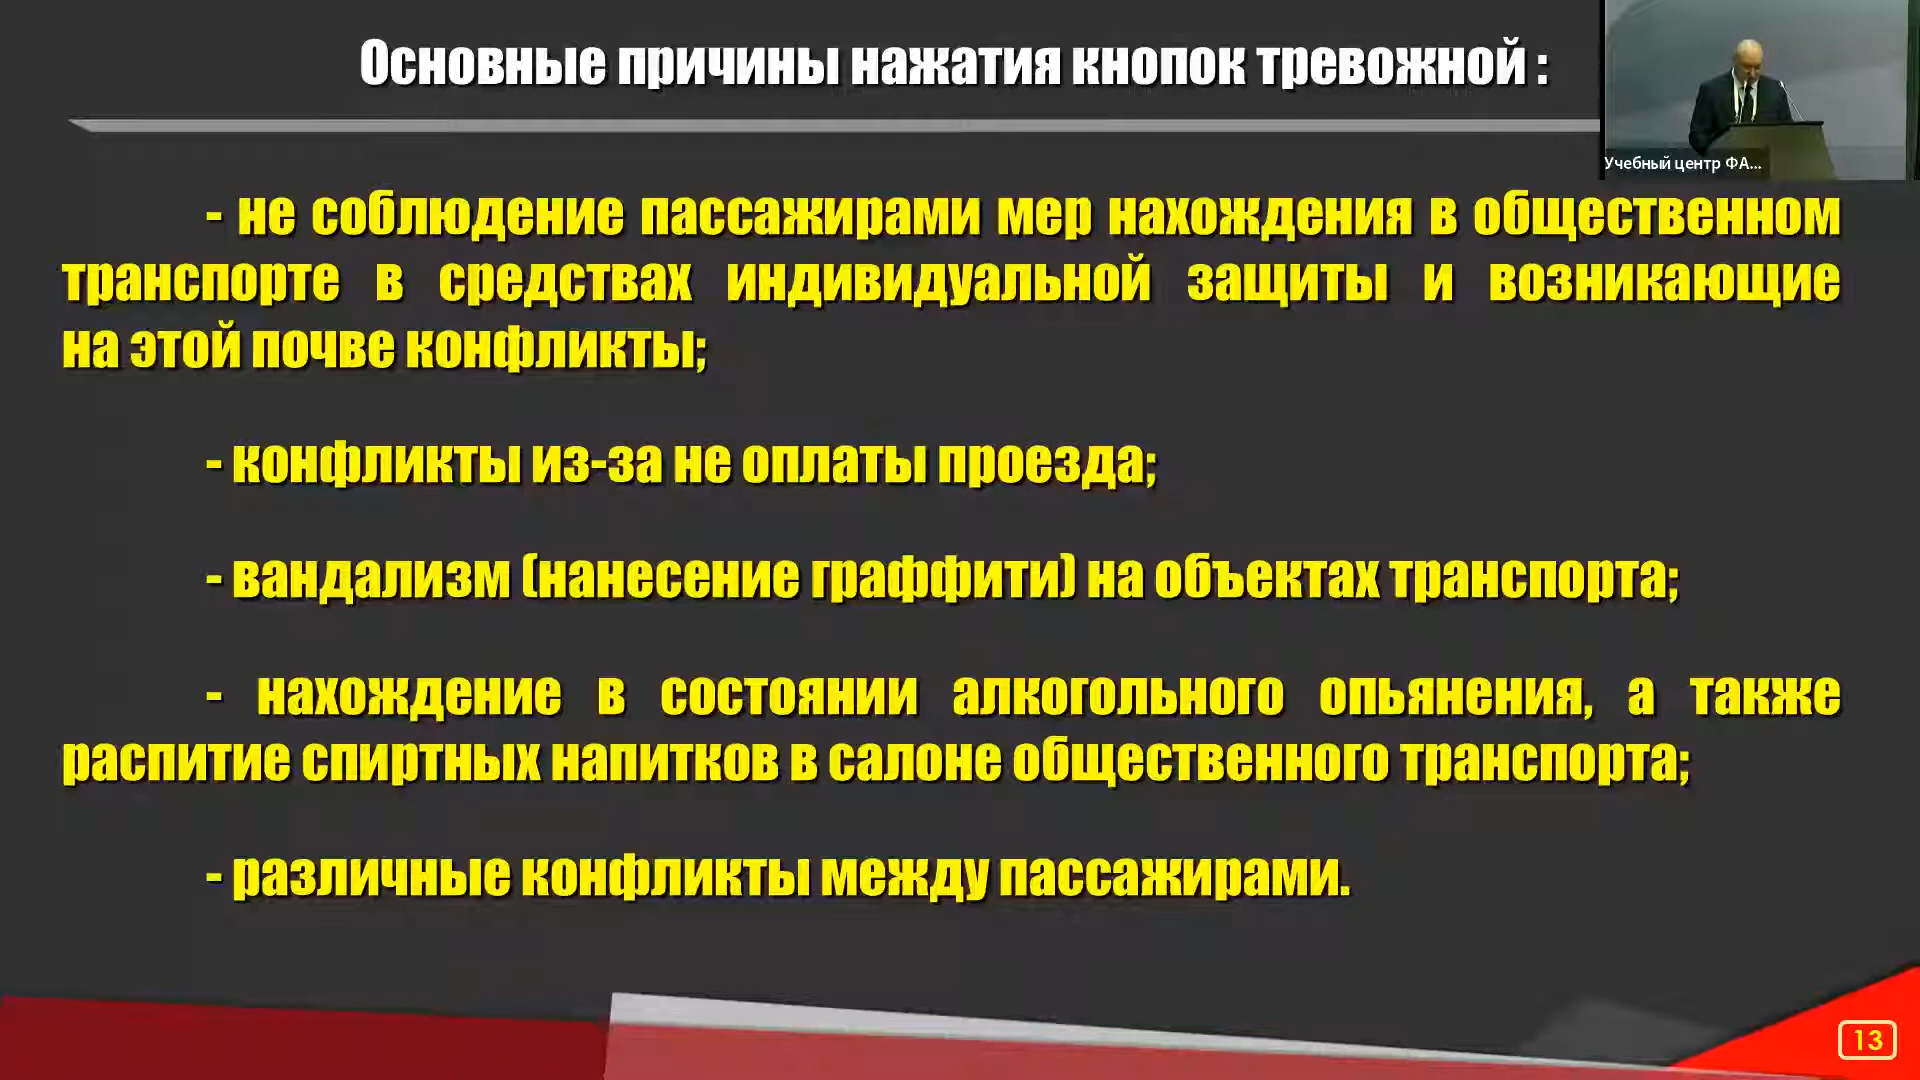 Основные причины нажатия кнопок тревожной :
Учебный центр ФА...
- не соблюдение пассажирами мер нахождения в общественном
транспорте в средствах индивидуальной защиты и возникающие
на этой почве конфликты;
- конфликты из-за не оплаты проезда;
- вандализм (нанесение граффити) на объектах транспорта;
- нахождение в состоянии алкогольного опьянения, а также
распитие спиртных напитков в салоне общественного транспорта;
- различные конфликты между пассажирами.
13